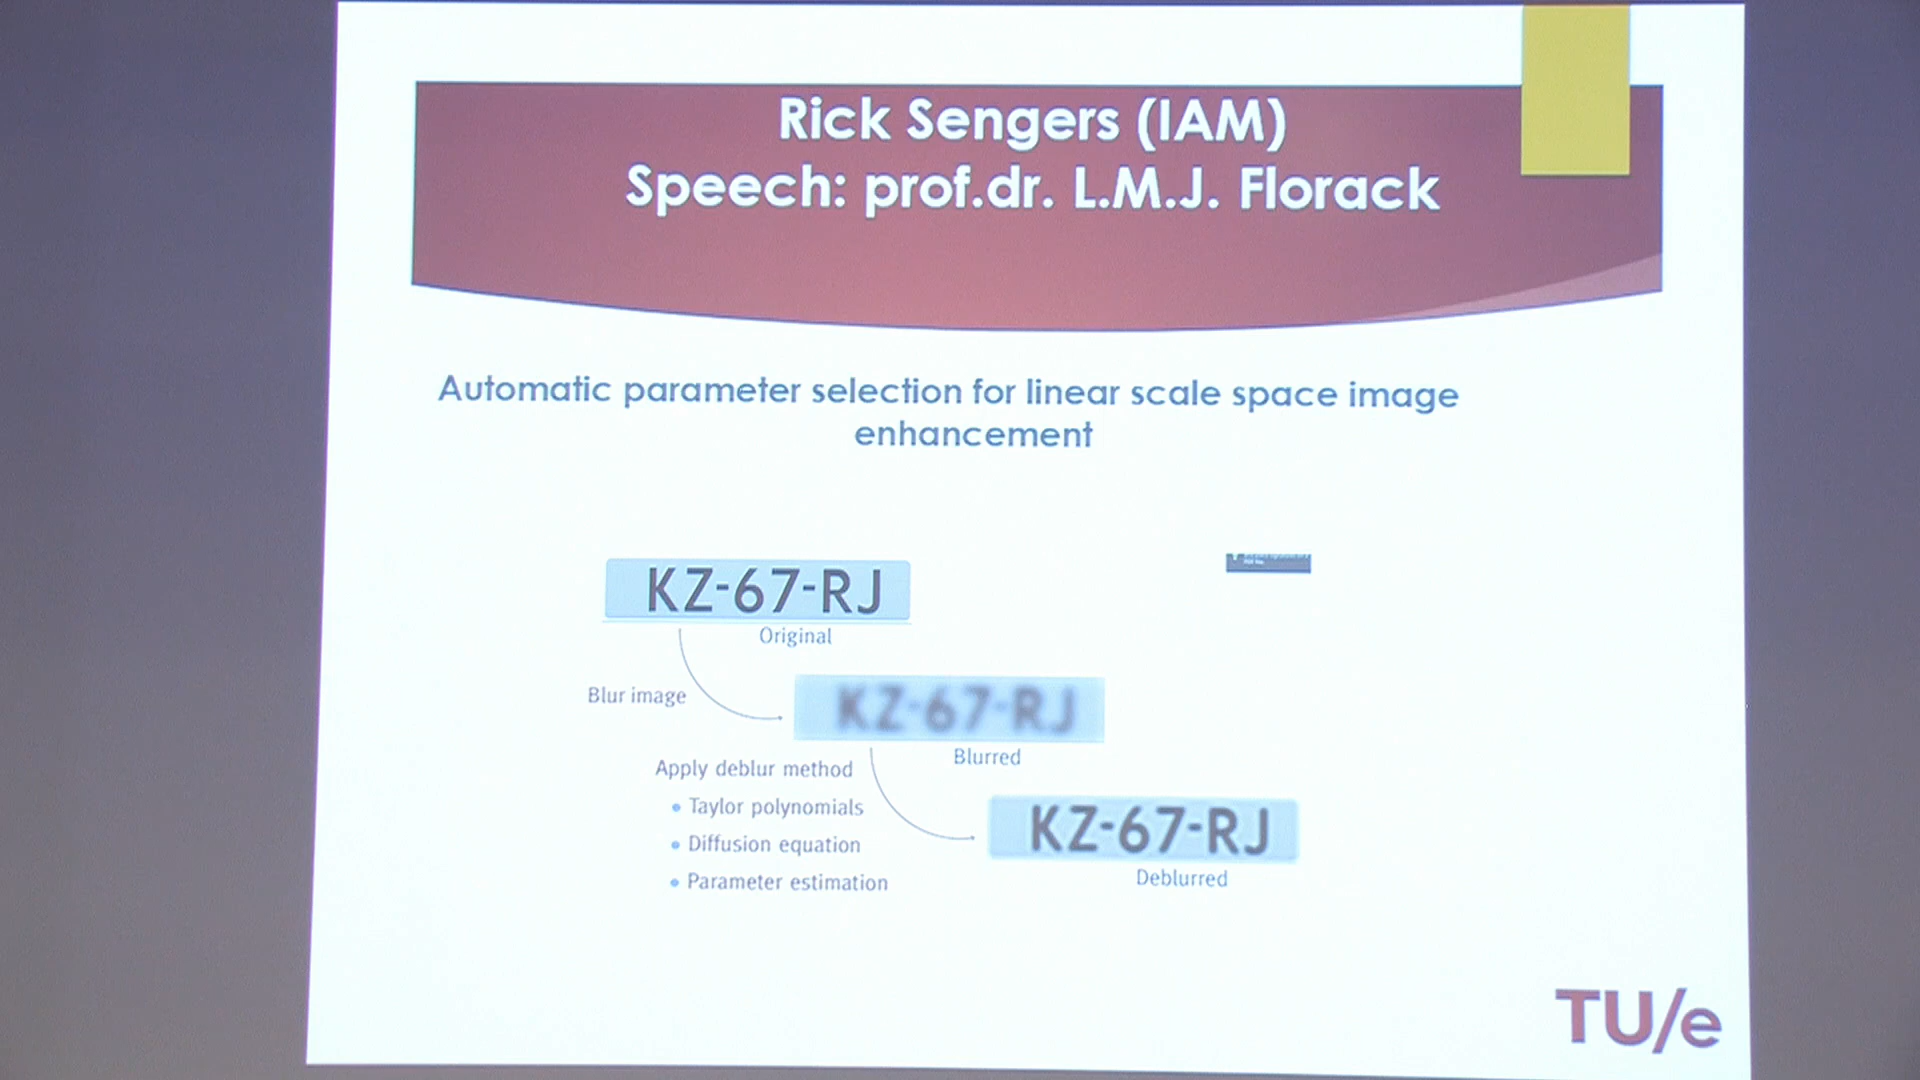 Rick Sengers (IAM)
Speech: prof.dr. L.M.J. Florack
Automatic parameter selection for linear scale space image
enhancement
KZ-67-RJ
Original
Blur image
KZ-67-RJ
Blurred
Apply deblur method
• Taylor polynomials
• Diffusion equation
• Parameter estimation
KZ-67-RJ
Deblurred
TU/e